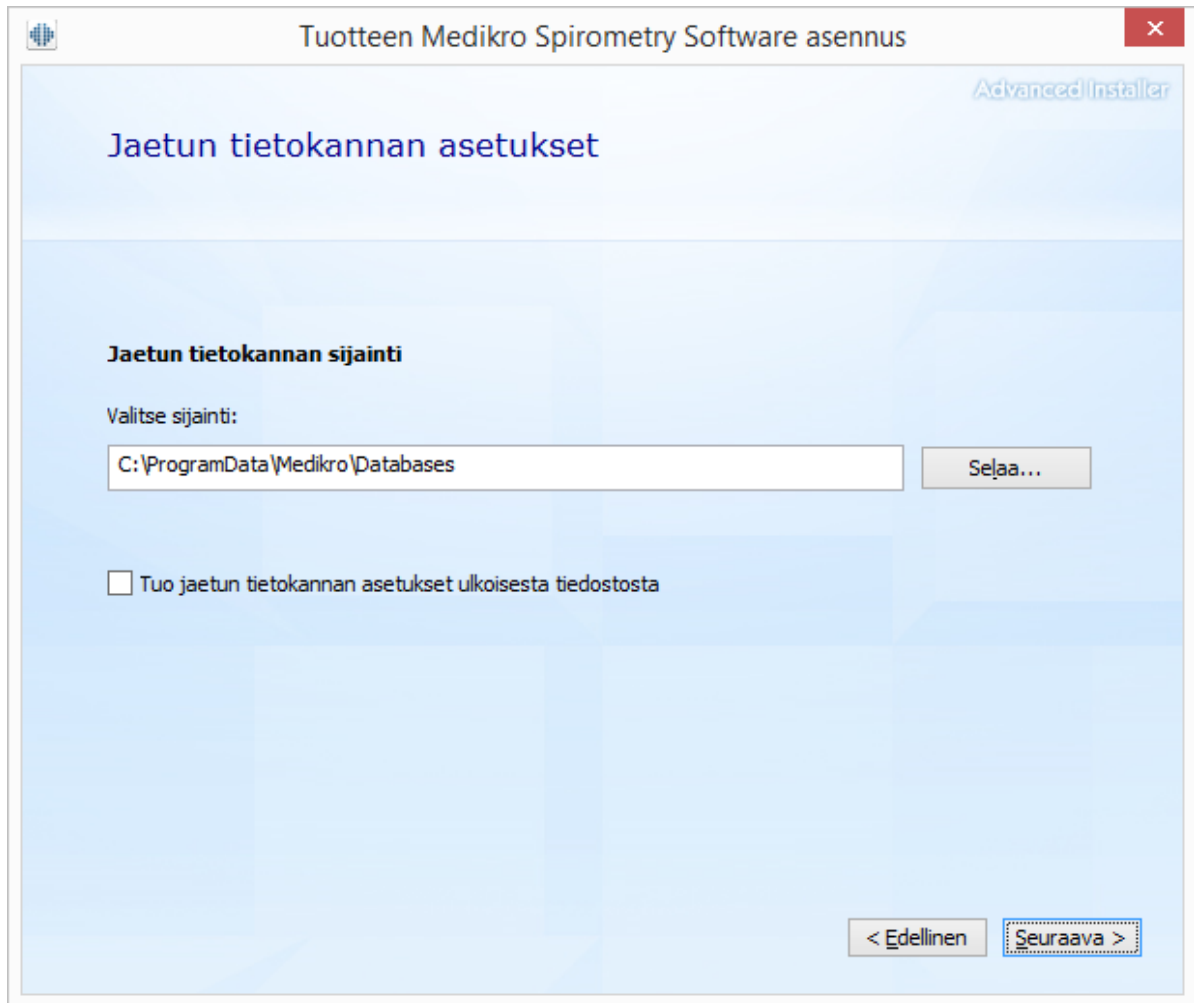 Tuotteen Medikro Spirometry Software asennus
Advanced Installer
Jaetun tietokannan asetukset
Jaetun tietokannan sijainti
Valitse sijainti:
C:\ProgramData\Medikro\Databases
Selaa...
Tuo jaetun tietokannan asetukset ulkoisesta tiedostosta
< Edellinen
Seuraava >